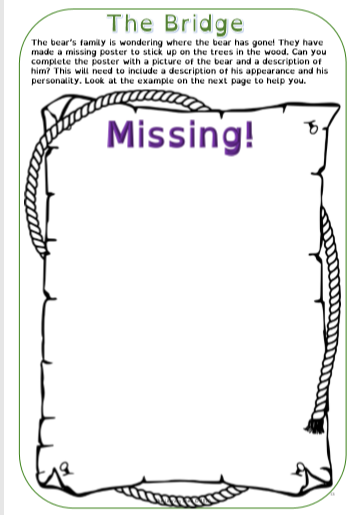 The Bridge
The bear's family is wondering where the bear has gone! They have
made a missing poster to stick up on the trees in the wood. Can you
complete the poster with a picture of the bear and a description of
him? This will need to include a description of his appearance and his
personality. Look at the example on the next page to help you.
Missing!